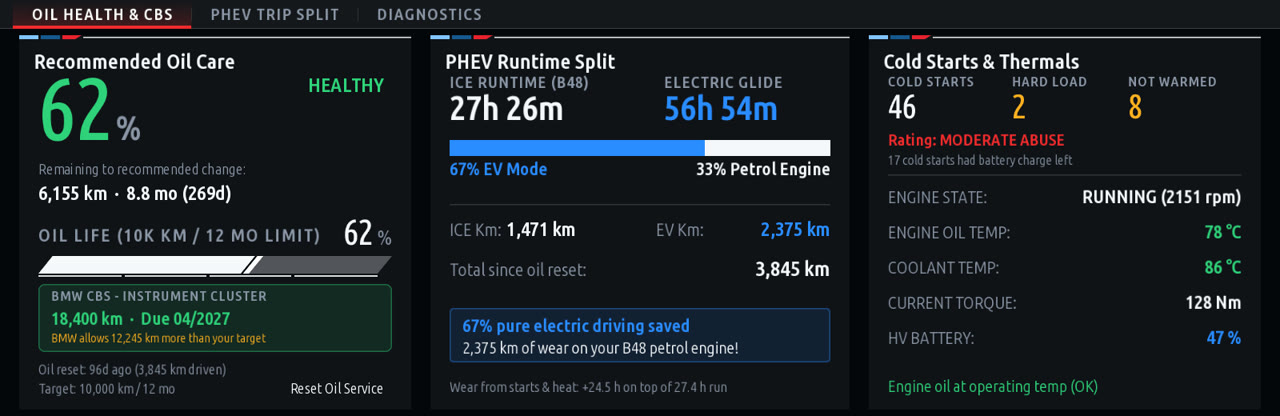 OIL HEALTH & CBS PHEV TRIP SPLIT DIAGNOSTICS
Recommended Oil Care
62 % HEALTHY
Remaining to recommended change:
6,155 km · 8.8 mo (269d)
OIL LIFE (10K KM / 12 MO LIMIT) 62 %
BMW CBS - INSTRUMENT CLUSTER
18,400 km · Due 04/2027
BMW allows 12,245 km more than your target
Oil reset: 96d ago (3,845 km driven)
Target: 10,000 km / 12 mo Reset Oil Service
PHEV Runtime Split
ICE RUNTIME (B48) ELECTRIC GLIDE
27h 26m 56h 54m
67% EV Mode 33% Petrol Engine
ICE Km: 1,471 km EV Km: 2,375 km
Total since oil reset: 3,845 km
67% pure electric driving saved
2,375 km of wear on your B48 petrol engine!
Wear from starts & heat: +24.5 h on top of 27.4 h run
Cold Starts & Thermals
COLD STARTS HARD LOAD NOT WARMED
46 2 8
Rating: MODERATE ABUSE
17 cold starts had battery charge left
ENGINE STATE: RUNNING (2151 rpm)
ENGINE OIL TEMP: 78 °C
COOLANT TEMP: 86 °C
CURRENT TORQUE: 128 Nm
HV BATTERY: 47 %
Engine oil at operating temp (OK)